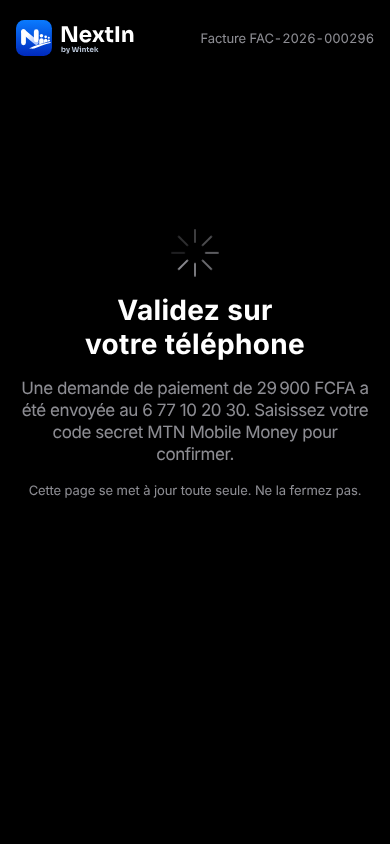 NextIn
by Wintek
Facture FAC-2026-000296
Validez sur
votre téléphone
Une demande de paiement de 29 900 FCFA a
été envoyée au 6 77 10 20 30. Saisissez votre
code secret MTN Mobile Money pour
confirmer.
Cette page se met à jour toute seule. Ne la fermez pas.